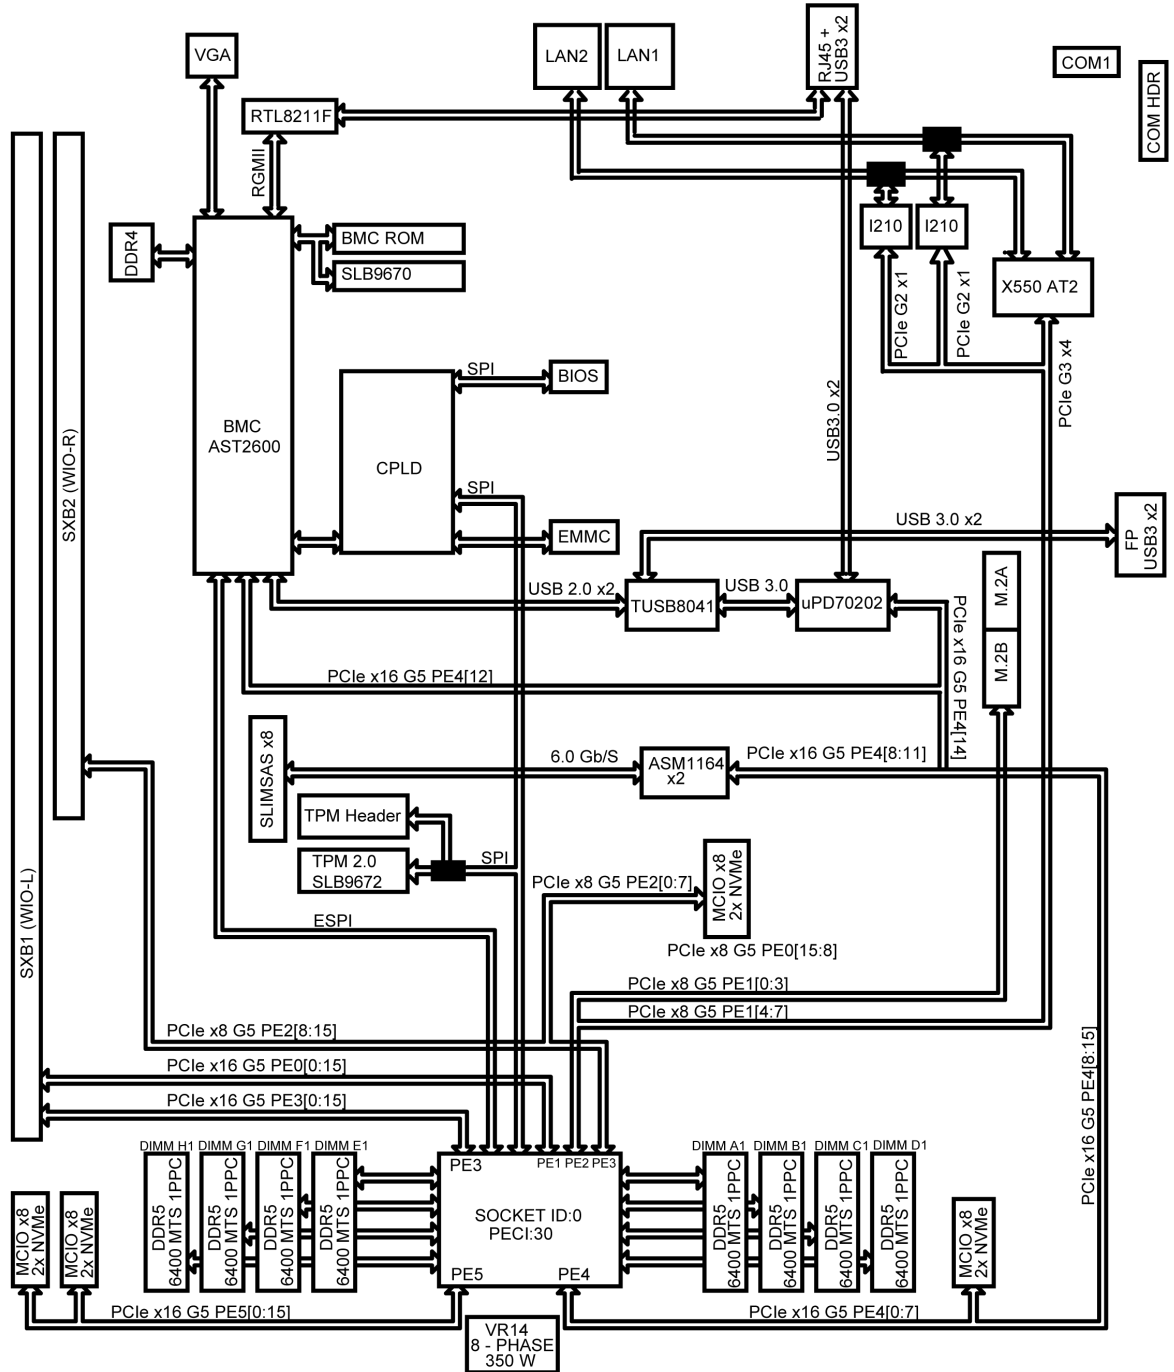 VGA
LAN2
LAN1
RJ45 +
USB3 x2
COM1
COM HDR
RTL8211F
RGMII
I210
I210
X550 AT2
PCIe G2 x1
PCIe G2 x1
PCIe G3 x4
DDR4
BMC ROM
SLB9670
BMC
AST2600
CPLD
SPI
BIOS
SPI
EMMC
USB3.0 x2
SXB2 (WIO-R)
SXB1 (WIO-L)
USB 3.0 x2
FP
USB3 x2
USB 2.0 x2
TUSB8041
USB 3.0
uPD70202
M.2A
M.2B
PCIe x16 G5 PE4[14]
PCIe x16 G5 PE4[12]
SLIMSAS x8
6.0 Gb/S
ASM1164
x2
PCIe x16 G5 PE4[8:11]
TPM Header
TPM 2.0
SLB9672
SPI
PCIe x8 G5 PE2[0:7]
MCIO x8
2x NVMe
ESPI
PCIe x8 G5 PE0[15:8]
PCIe x8 G5 PE1[0:3]
PCIe x8 G5 PE1[4:7]
PCIe x8 G5 PE2[8:15]
PCIe x16 G5 PE0[0:15]
PCIe x16 G5 PE3[0:15]
PCIe x16 G5 PE4[8:15]
DIMM H1
DIMM G1
DIMM F1
DIMM E1
DDR5
6400 MTS 1PPC
DDR5
6400 MTS 1PPC
DDR5
6400 MTS 1PPC
DDR5
6400 MTS 1PPC
PE3
PE1
PE2
PE3
SOCKET ID:0
PECI:30
PE5
PE4
DIMM A1
DIMM B1
DIMM C1
DIMM D1
DDR5
6400 MTS 1PPC
DDR5
6400 MTS 1PPC
DDR5
6400 MTS 1PPC
DDR5
6400 MTS 1PPC
MCIO x8
2x NVMe
MCIO x8
2x NVMe
MCIO x8
2x NVMe
PCIe x16 G5 PE5[0:15]
PCIe x16 G5 PE4[0:7]
VR14
8 - PHASE
350 W